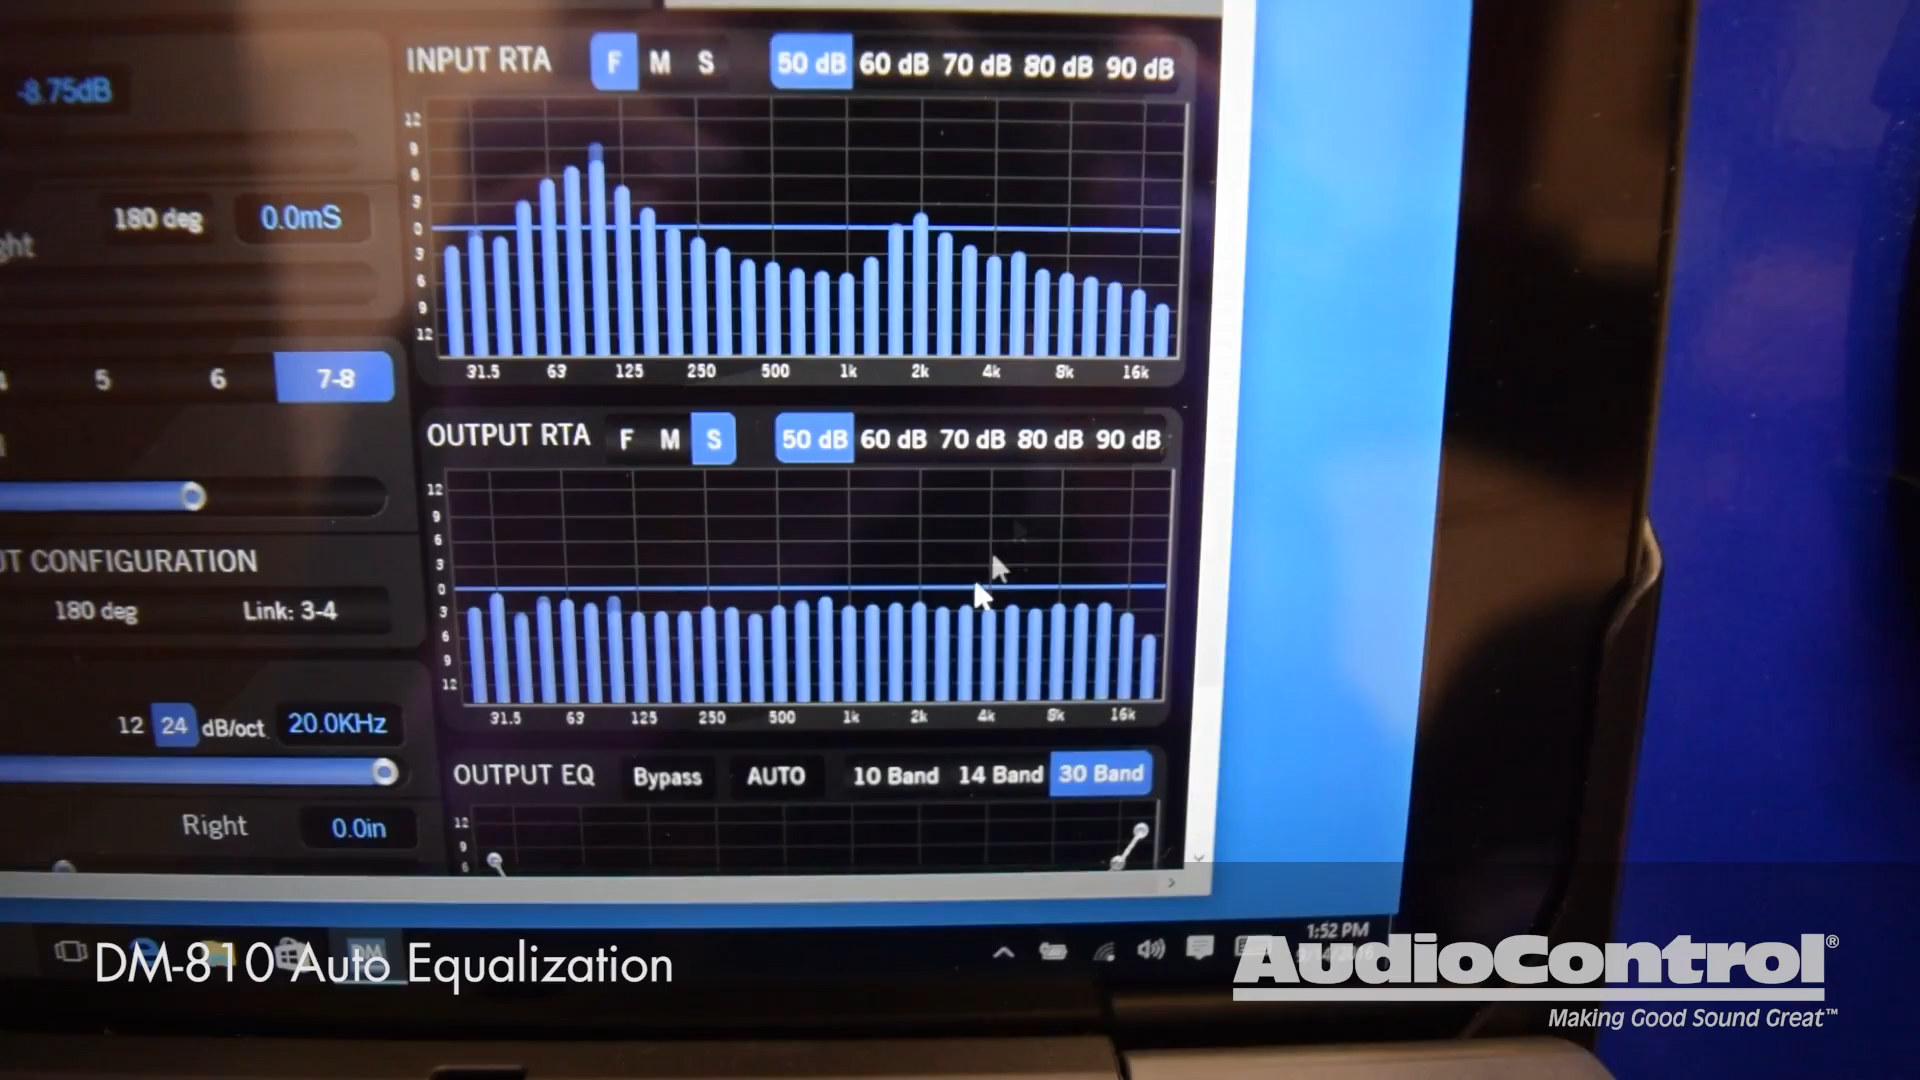 INPUT RTA F M S 50 dB 60 dB 70 dB 80 dB 90 dB
-8.75dB
12
9
6
3
0
3
6
9
12
31.5 63 125 250 500 1k 2k 4k 8k 16k
180 deg 0.0mS
ght
5 6 7-8
OUTPUT RTA F M S 50 dB 60 dB 70 dB 80 dB 90 dB
12
9
6
3
0
3
6
9
12
31.5 63 125 250 500 1k 2k 4k 8k 16k
UT CONFIGURATION
180 deg Link: 3-4
12 24 dB/oct 20.0KHz
OUTPUT EQ Bypass AUTO 10 Band 14 Band 30 Band
12
9
6
Right 0.0in
1:52 PM
DM-810 Auto Equalization
AudioControl®
Making Good Sound Great™